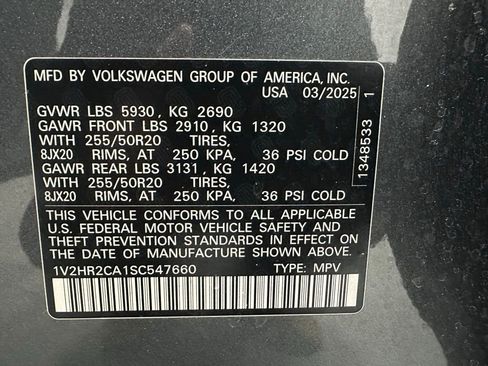 MFD BY VOLKSWAGEN GROUP OF AMERICA, INC.
USA 03/2025
GVWR LBS 5930, KG 2690
GAWR FRONT LBS 2910, KG 1320
WITH 255/50R20 TIRES,
8JX20 RIMS, AT 250 KPA, 36 PSI COLD
GAWR REAR LBS 3131, KG 1420
WITH 255/50R20 TIRES,
8JX20 RIMS, AT 250 KPA, 36 PSI COLD
THIS VEHICLE CONFORMS TO ALL APPLICABLE
U.S. FEDERAL MOTOR VEHICLE SAFETY AND
THEFT PREVENTION STANDARDS IN EFFECT ON
THE DATE OF MANUFACTURE SHOWN ABOVE.
1V2HR2CA1SC547660 TYPE: MPV
1348533 1